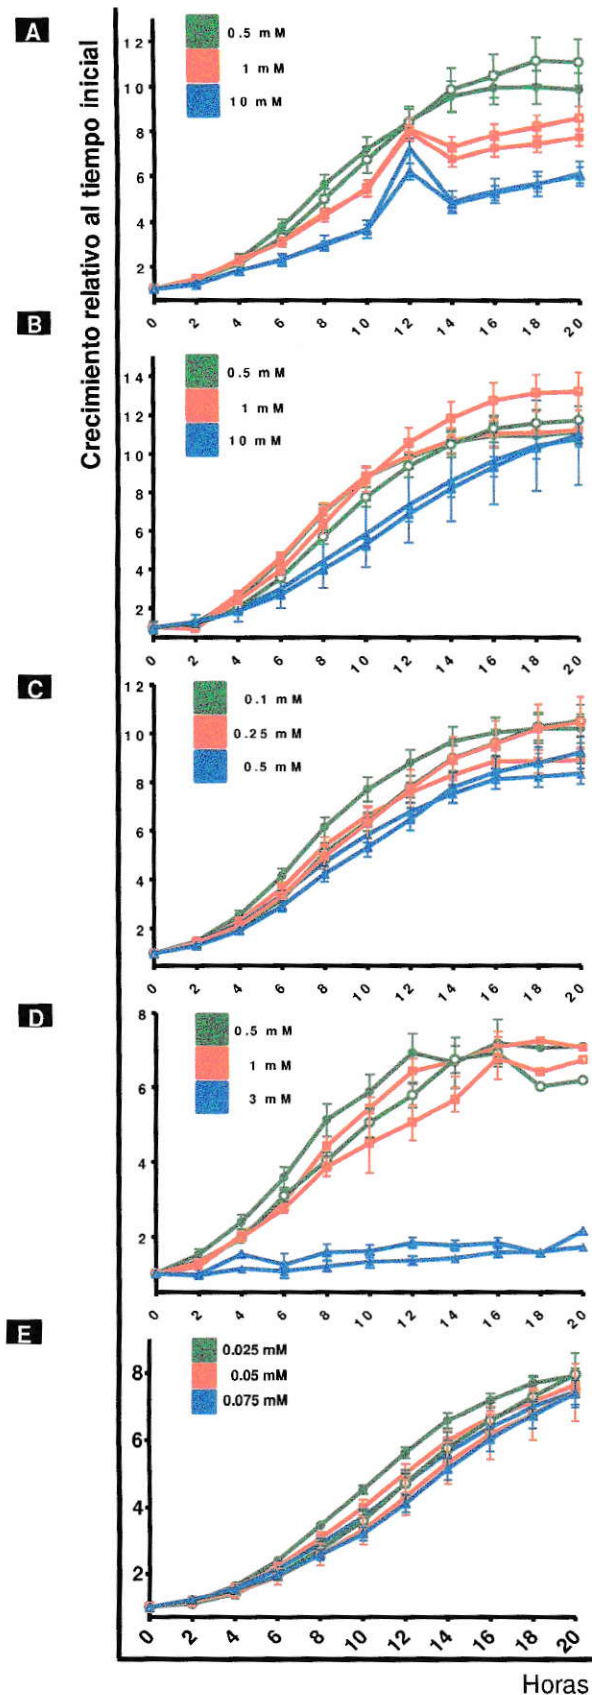 Crecimiento relativo al tiempo inicial
A
0.5 mM
1 mM
10 mM
12
10
8
6
4
2
0 2 4 6 8 10 12 14 16 18 20
B
0.5 mM
1 mM
10 mM
14
12
10
8
6
4
2
0 2 4 6 8 10 12 14 16 18 20
C
0.1 mM
0.25 mM
0.5 mM
12
10
8
6
4
2
0 2 4 6 8 10 12 14 16 18 20
D
0.5 mM
1 mM
3 mM
8
6
4
2
0 2 4 6 8 10 12 14 16 18 20
E
0.025 mM
0.05 mM
0.075 mM
8
6
4
2
0 2 4 6 8 10 12 14 16 18 20
Horas